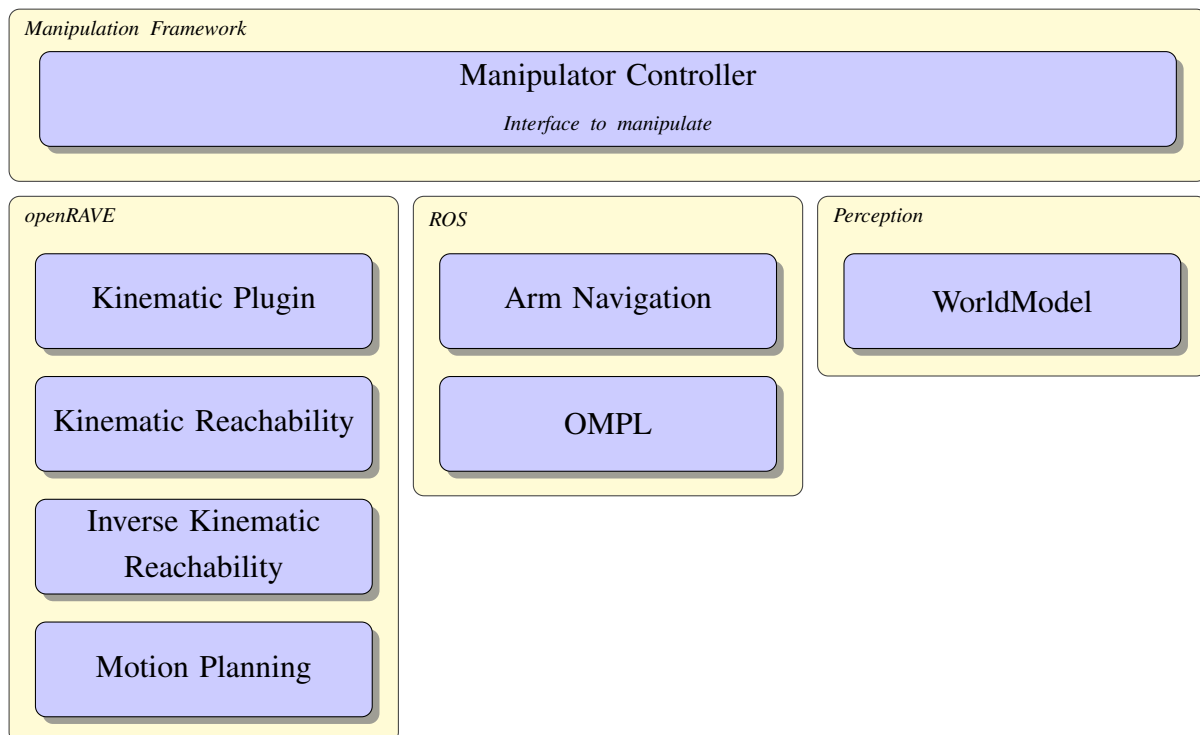 Manipulation Framework
Manipulator Controller
Interface to manipulate
openRAVE
Kinematic Plugin
Kinematic Reachability
Inverse Kinematic
Reachability
Motion Planning
ROS
Arm Navigation
OMPL
Perception
WorldModel